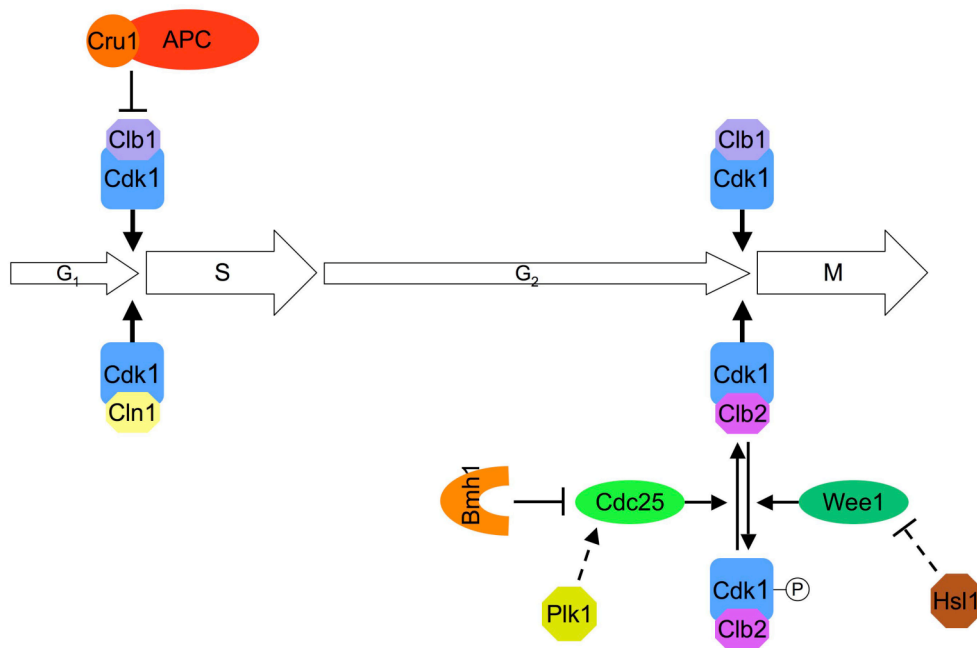 Cru1 APC
Clb1
Cdk1
Clb1
Cdk1
G1 S G2 M
Cdk1
Cln1
Cdk1
Clb2
Bmh1
Cdc25
Wee1
Plk1
Cdk1 P
Clb2
Hsl1